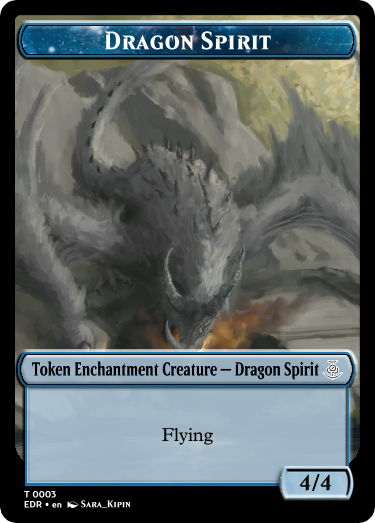 Dragon Spirit
Token Enchantment Creature — Dragon Spirit
Flying
4/4
T 0003
EDR • en Sara_Kipin